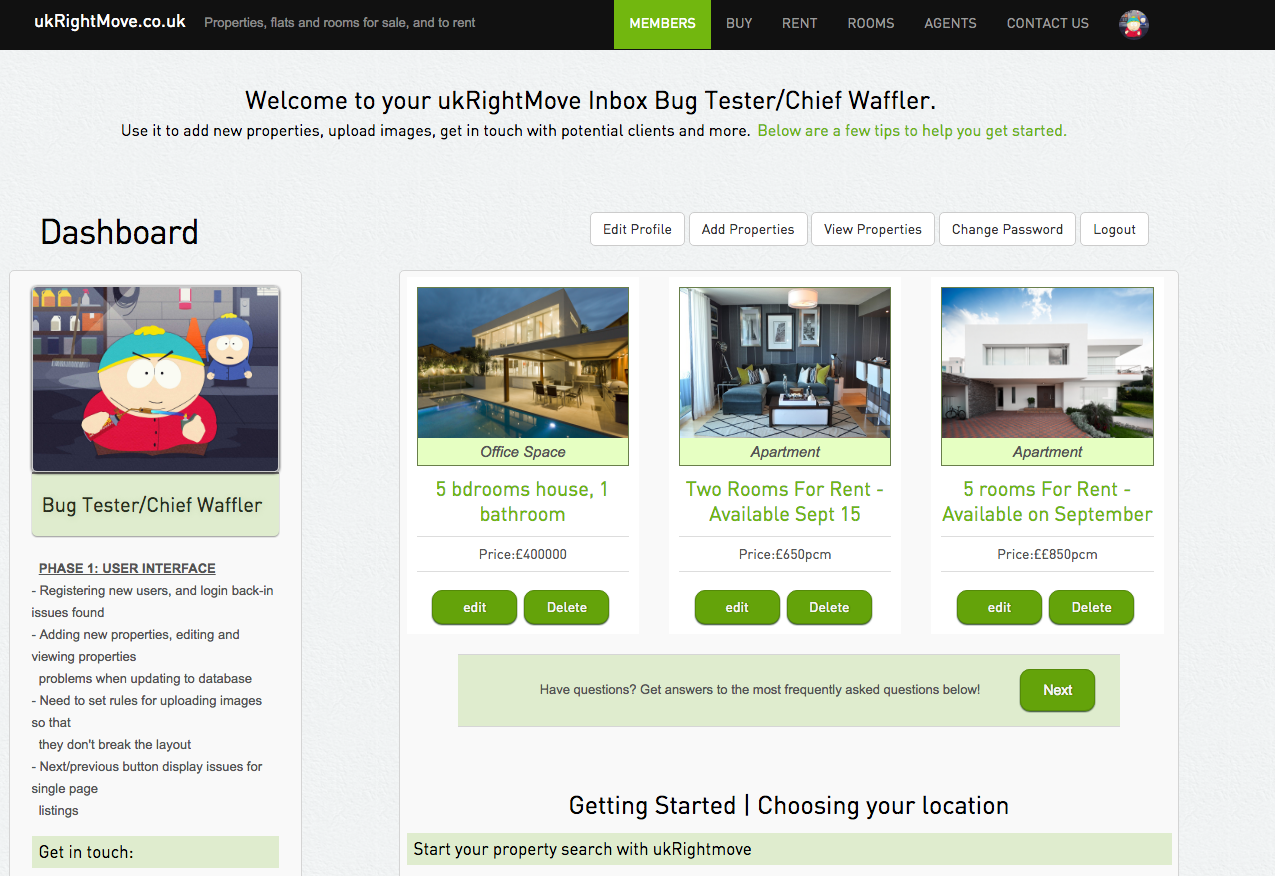 ukRightMove.co.uk Properties, flats and rooms for sale, and to rent MEMBERS BUY RENT ROOMS AGENTS CONTACT US
Welcome to your ukRightMove Inbox Bug Tester/Chief Waffler.
Use it to add new properties, upload images, get in touch with potential clients and more. Below are a few tips to help you get started.
Dashboard
Edit Profile Add Properties View Properties Change Password Logout
Bug Tester/Chief Waffler
PHASE 1: USER INTERFACE
- Registering new users, and login back-in
issues found
- Adding new properties, editing and
viewing properties
problems when updating to database
- Need to set rules for uploading images
so that
they don't break the layout
- Next/previous button display issues for
single page
listings
Get in touch:
Office Space
5 bdrooms house, 1
bathroom
Price:£400000
edit Delete
Apartment
Two Rooms For Rent -
Available Sept 15
Price:£650pcm
edit Delete
Apartment
5 rooms For Rent -
Available on September
Price:££850pcm
edit Delete
Have questions? Get answers to the most frequently asked questions below! Next
Getting Started | Choosing your location
Start your property search with ukRightmove